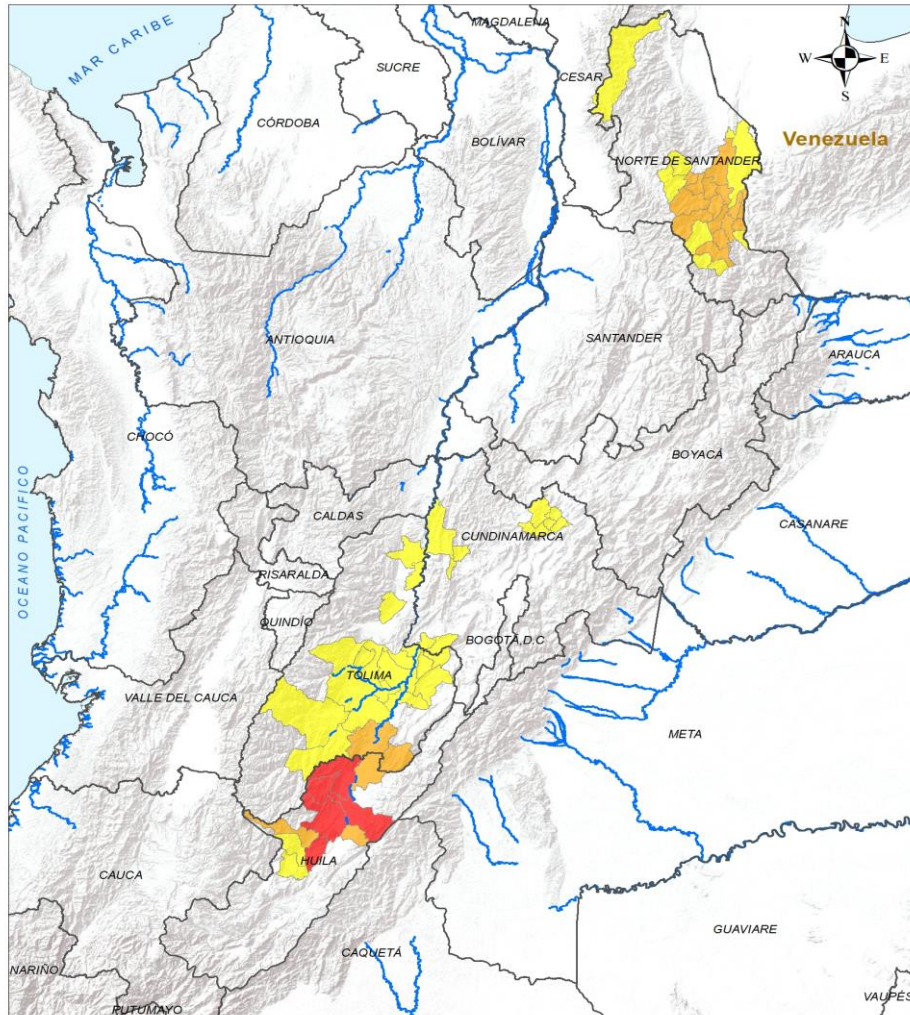 MAGDALENA
MAR CARIBE
N
W E
S
SUCRE
CESAR
CÓRDOBA
BOLÍVAR
Venezuela
NORTE DE SANTANDER
ANTIOQUIA
SANTANDER
ARAUCA
CHOCÓ
BOYACÁ
OCEANO PACIFICO
CALDAS
CASANARE
CUNDINAMARCA
RISARALDA
QUINDÍO
BOGOTÁ,D.C
TOLIMA
VALLE DEL CAUCA
META
HUILA
CAUCA
GUAVIARE
CAQUETÁ
NARIÑO
VAUPÉS
PUTUMAYO